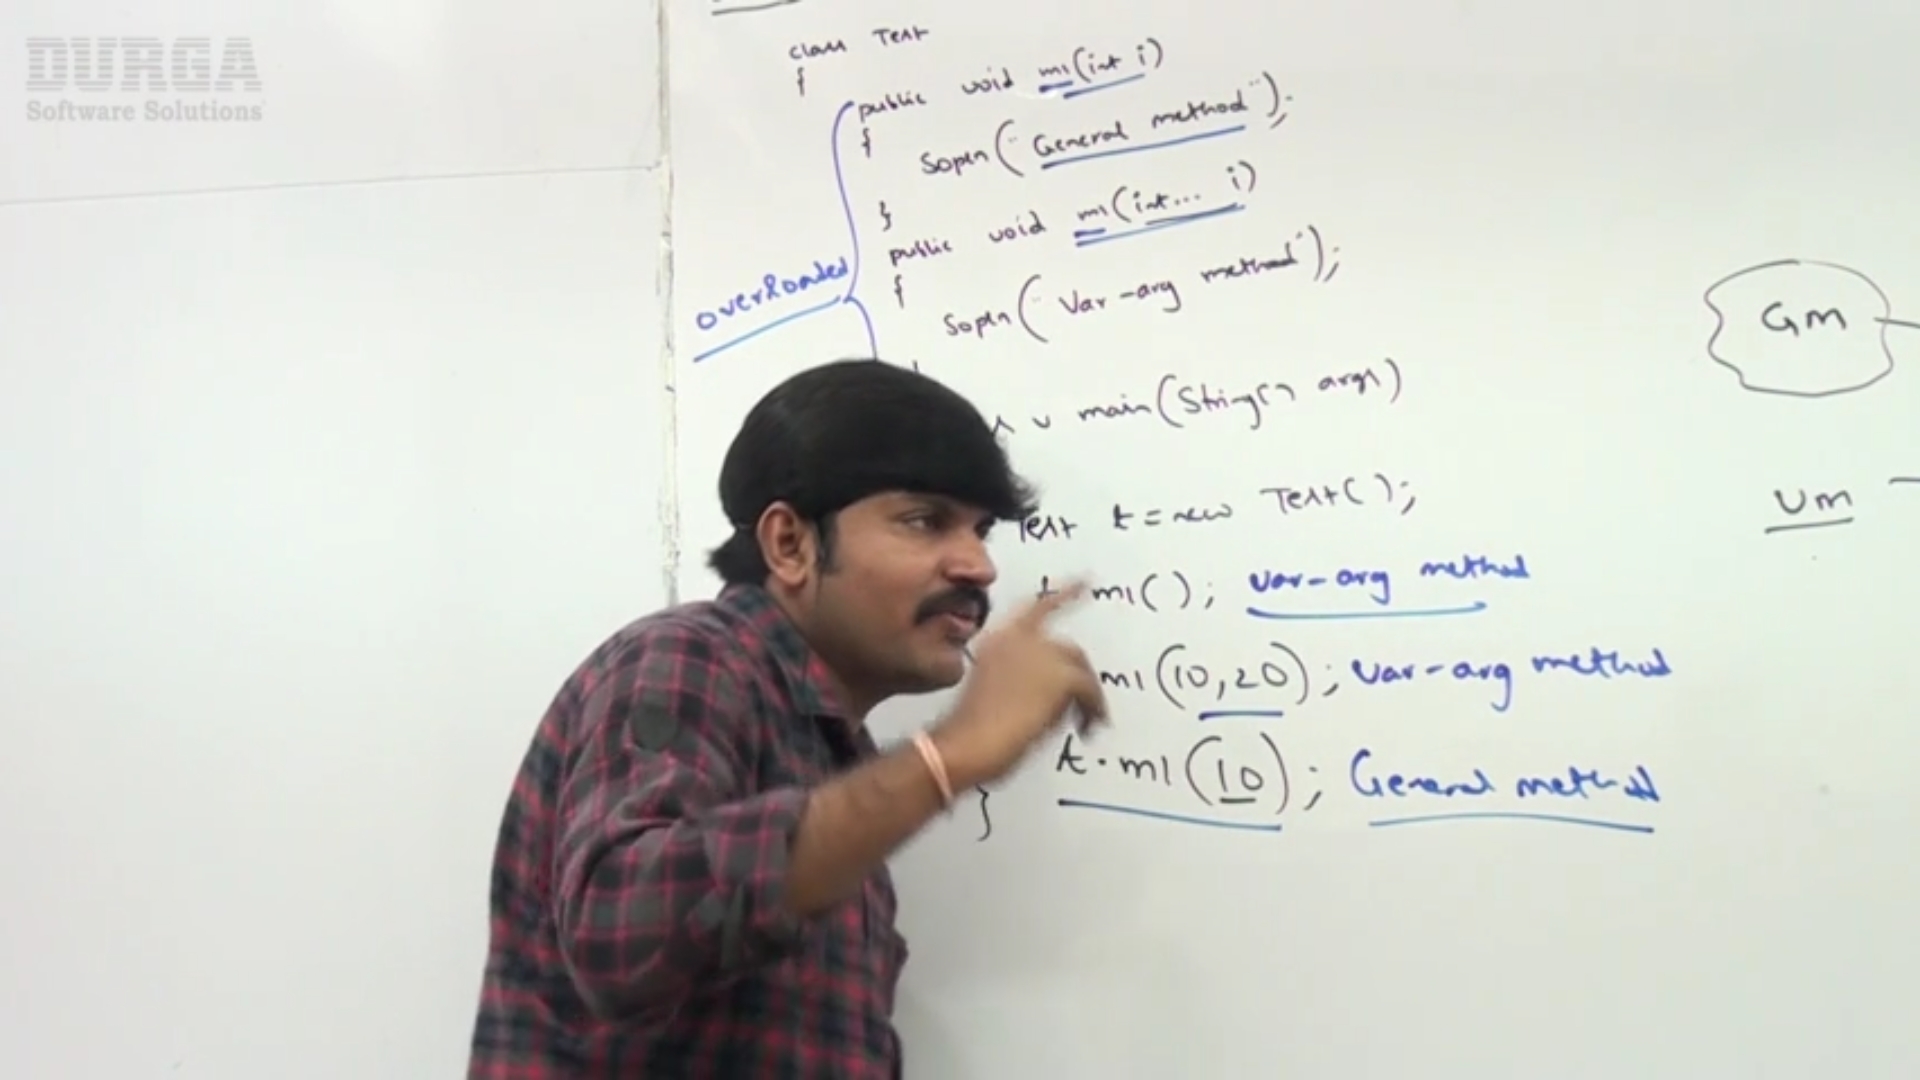 DURGA
Software Solutions
class Test
{
public void m1(int i)
{
Sopln("General method");
}
public void m1(int... i)
{
Sopln("Var-arg method");
overloaded
v main(String[] args)
Test t = new Test();
t.m1(); var-arg method
m1(10,20); var-arg method
t.m1(10); General method
}
GM
VM